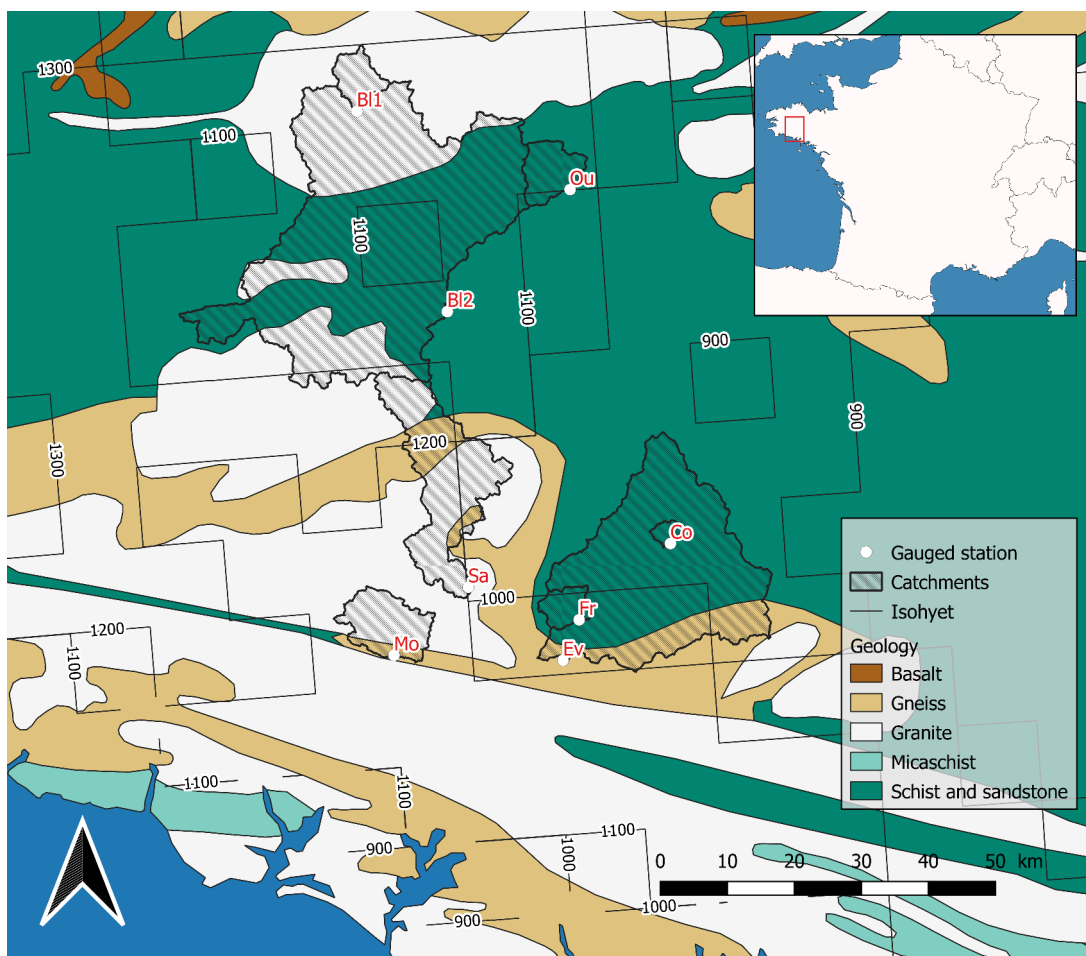 1300
Bl1
1100
Ou
1100
Bl2
1100
900
900
1200
1300
Co
Sa
1000
Fr
1200
Mo
Ev
1100
1100
1100
900
1000
1100
1000
900
Gauged station
Catchments
Isohyet
Geology
Basalt
Gneiss
Granite
Micaschist
Schist and sandstone
0 10 20 30 40 50 km